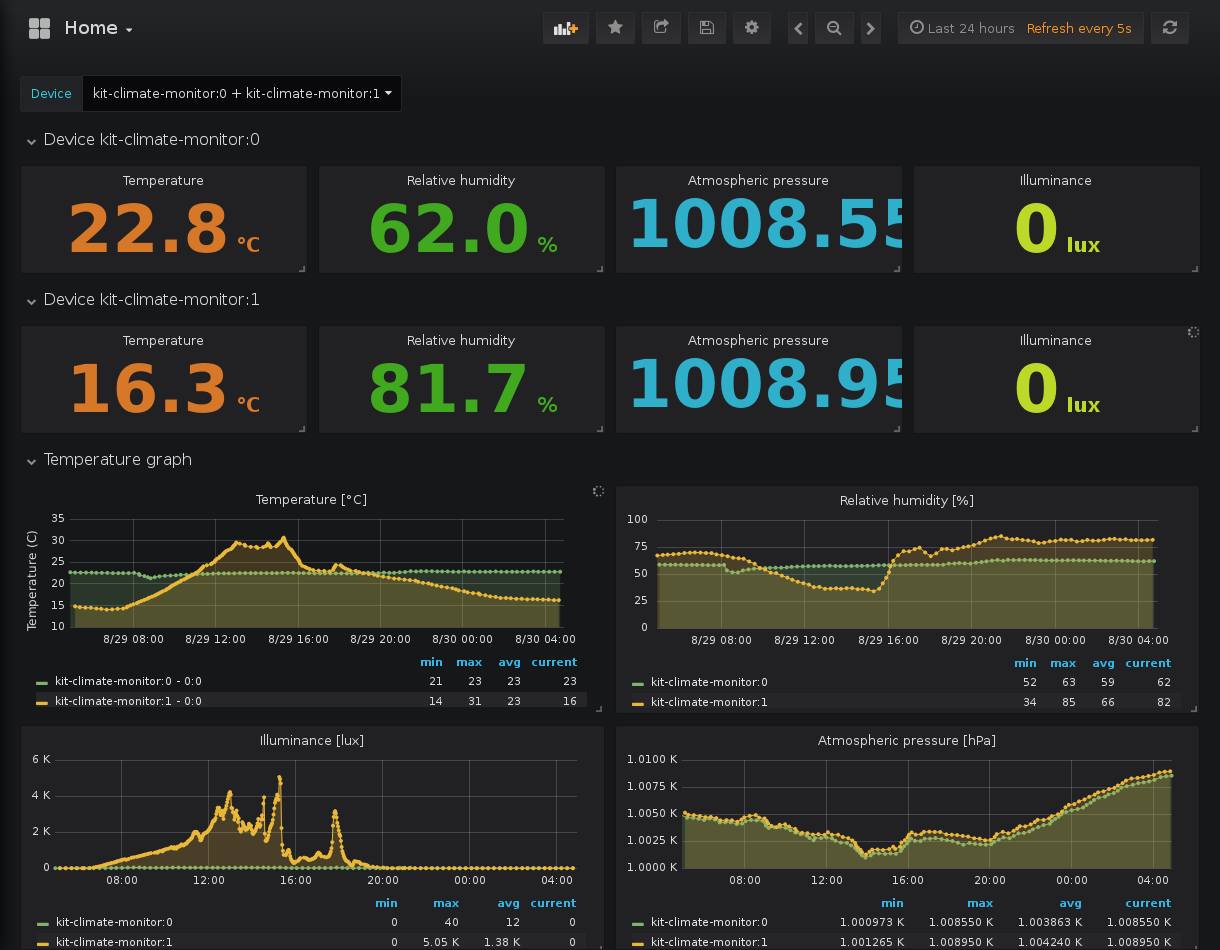 Home
Last 24 hours Refresh every 5s
Device kit-climate-monitor:0 + kit-climate-monitor:1
Device kit-climate-monitor:0
Temperature Relative humidity Atmospheric pressure Illuminance
22.8 °C 62.0 % 1008.55 0 lux
Device kit-climate-monitor:1
Temperature Relative humidity Atmospheric pressure Illuminance
16.3 °C 81.7 % 1008.95 0 lux
Temperature graph
Temperature [°C]
Temperature (C)
35
30
25
20
15
10
8/29 08:00 8/29 12:00 8/29 16:00 8/29 20:00 8/30 00:00 8/30 04:00
min max avg current
kit-climate-monitor:0 - 0:0 21 23 23 23
kit-climate-monitor:1 - 0:0 14 31 23 16
Relative humidity [%]
100
75
50
25
0
8/29 08:00 8/29 12:00 8/29 16:00 8/29 20:00 8/30 00:00 8/30 04:00
min max avg current
kit-climate-monitor:0 52 63 59 62
kit-climate-monitor:1 34 85 66 82
Illuminance [lux]
6 K
4 K
2 K
0
08:00 12:00 16:00 20:00 00:00 04:00
min max avg current
kit-climate-monitor:0 0 40 12 0
kit-climate-monitor:1 0 5.05 K 1.38 K 0
Atmospheric pressure [hPa]
1.0100 K
1.0075 K
1.0050 K
1.0025 K
1.0000 K
08:00 12:00 16:00 20:00 00:00 04:00
min max avg current
kit-climate-monitor:0 1.000973 K 1.008550 K 1.003863 K 1.008550 K
kit-climate-monitor:1 1.001265 K 1.008950 K 1.004240 K 1.008950 K